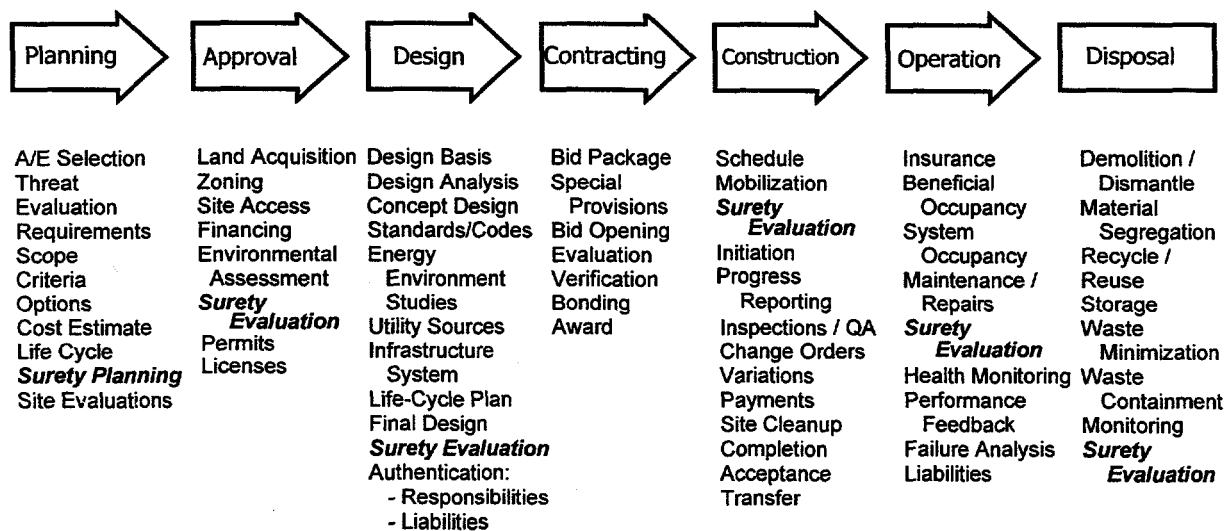 Planning
Approval
Design
Contracting
Construction
Operation
Disposal
A/E Selection
Threat
Evaluation
Requirements
Scope
Criteria
Options
Cost Estimate
Life Cycle
Surety Planning
Site Evaluations
Land Acquisition
Zoning
Site Access
Financing
Environmental
Assessment
Surety
Evaluation
Permits
Licenses
Design Basis
Design Analysis
Concept Design
Standards/Codes
Energy
Environment
Studies
Utility Sources
Infrastructure
System
Life-Cycle Plan
Final Design
Surety Evaluation
Authentication:
- Responsibilities
- Liabilities
Bid Package
Special
Provisions
Bid Opening
Evaluation
Verification
Bonding
Award
Schedule
Mobilization
Surety
Evaluation
Initiation
Progress
Reporting
Inspections / QA
Change Orders
Variations
Payments
Site Cleanup
Completion
Acceptance
Transfer
Insurance
Beneficial
Occupancy
System
Occupancy
Maintenance /
Repairs
Surety
Evaluation
Health Monitoring
Performance
Feedback
Failure Analysis
Liabilities
Demolition /
Dismantle
Material
Segregation
Recycle /
Reuse
Storage
Waste
Minimization
Waste
Containment
Monitoring
Surety
Evaluation